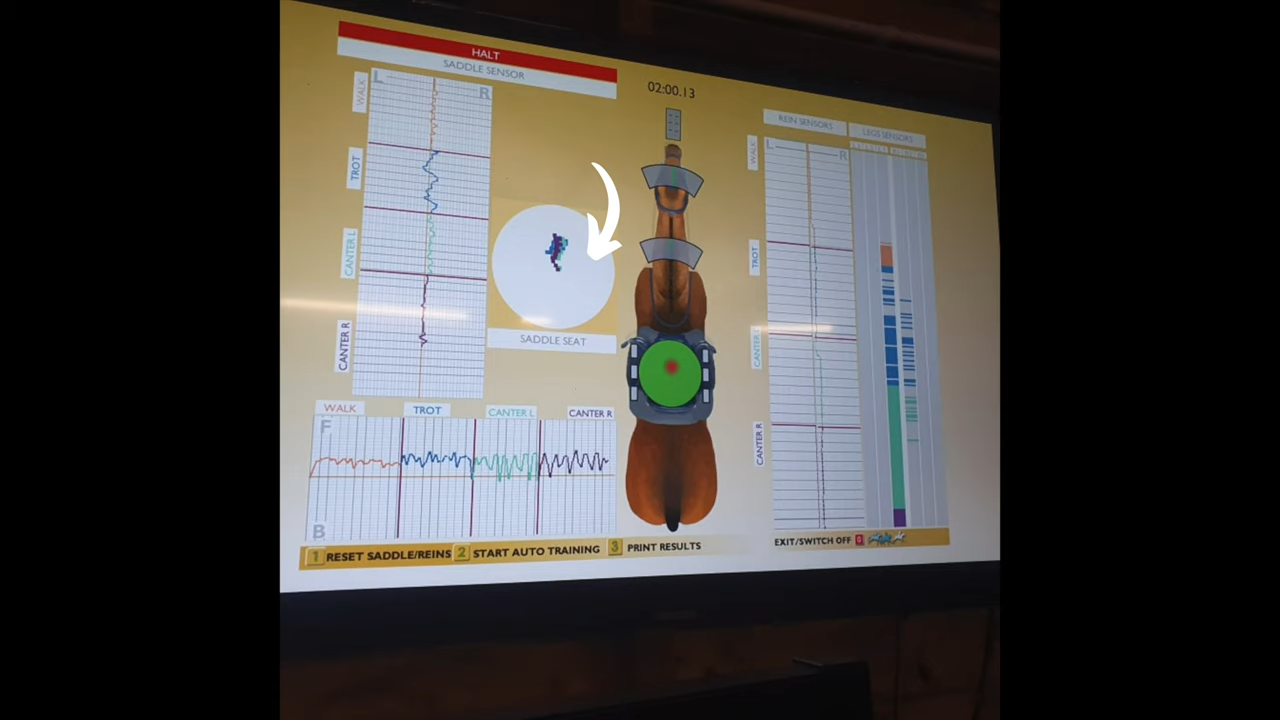 HALT
SADDLE SENSOR
02:00.13
L
R
WALK
TROT
CANTER L
CANTER R
SADDLE SEAT
REIN SENSORS
LEGS SENSORS
L
R
WALK
TROT
CANTER
CANTER R
WALK
TROT
CANTER L
CANTER R
F
B
1 RESET SADDLE/REINS 2 START AUTO TRAINING 3 PRINT RESULTS
EXIT/SWITCH OFF 0